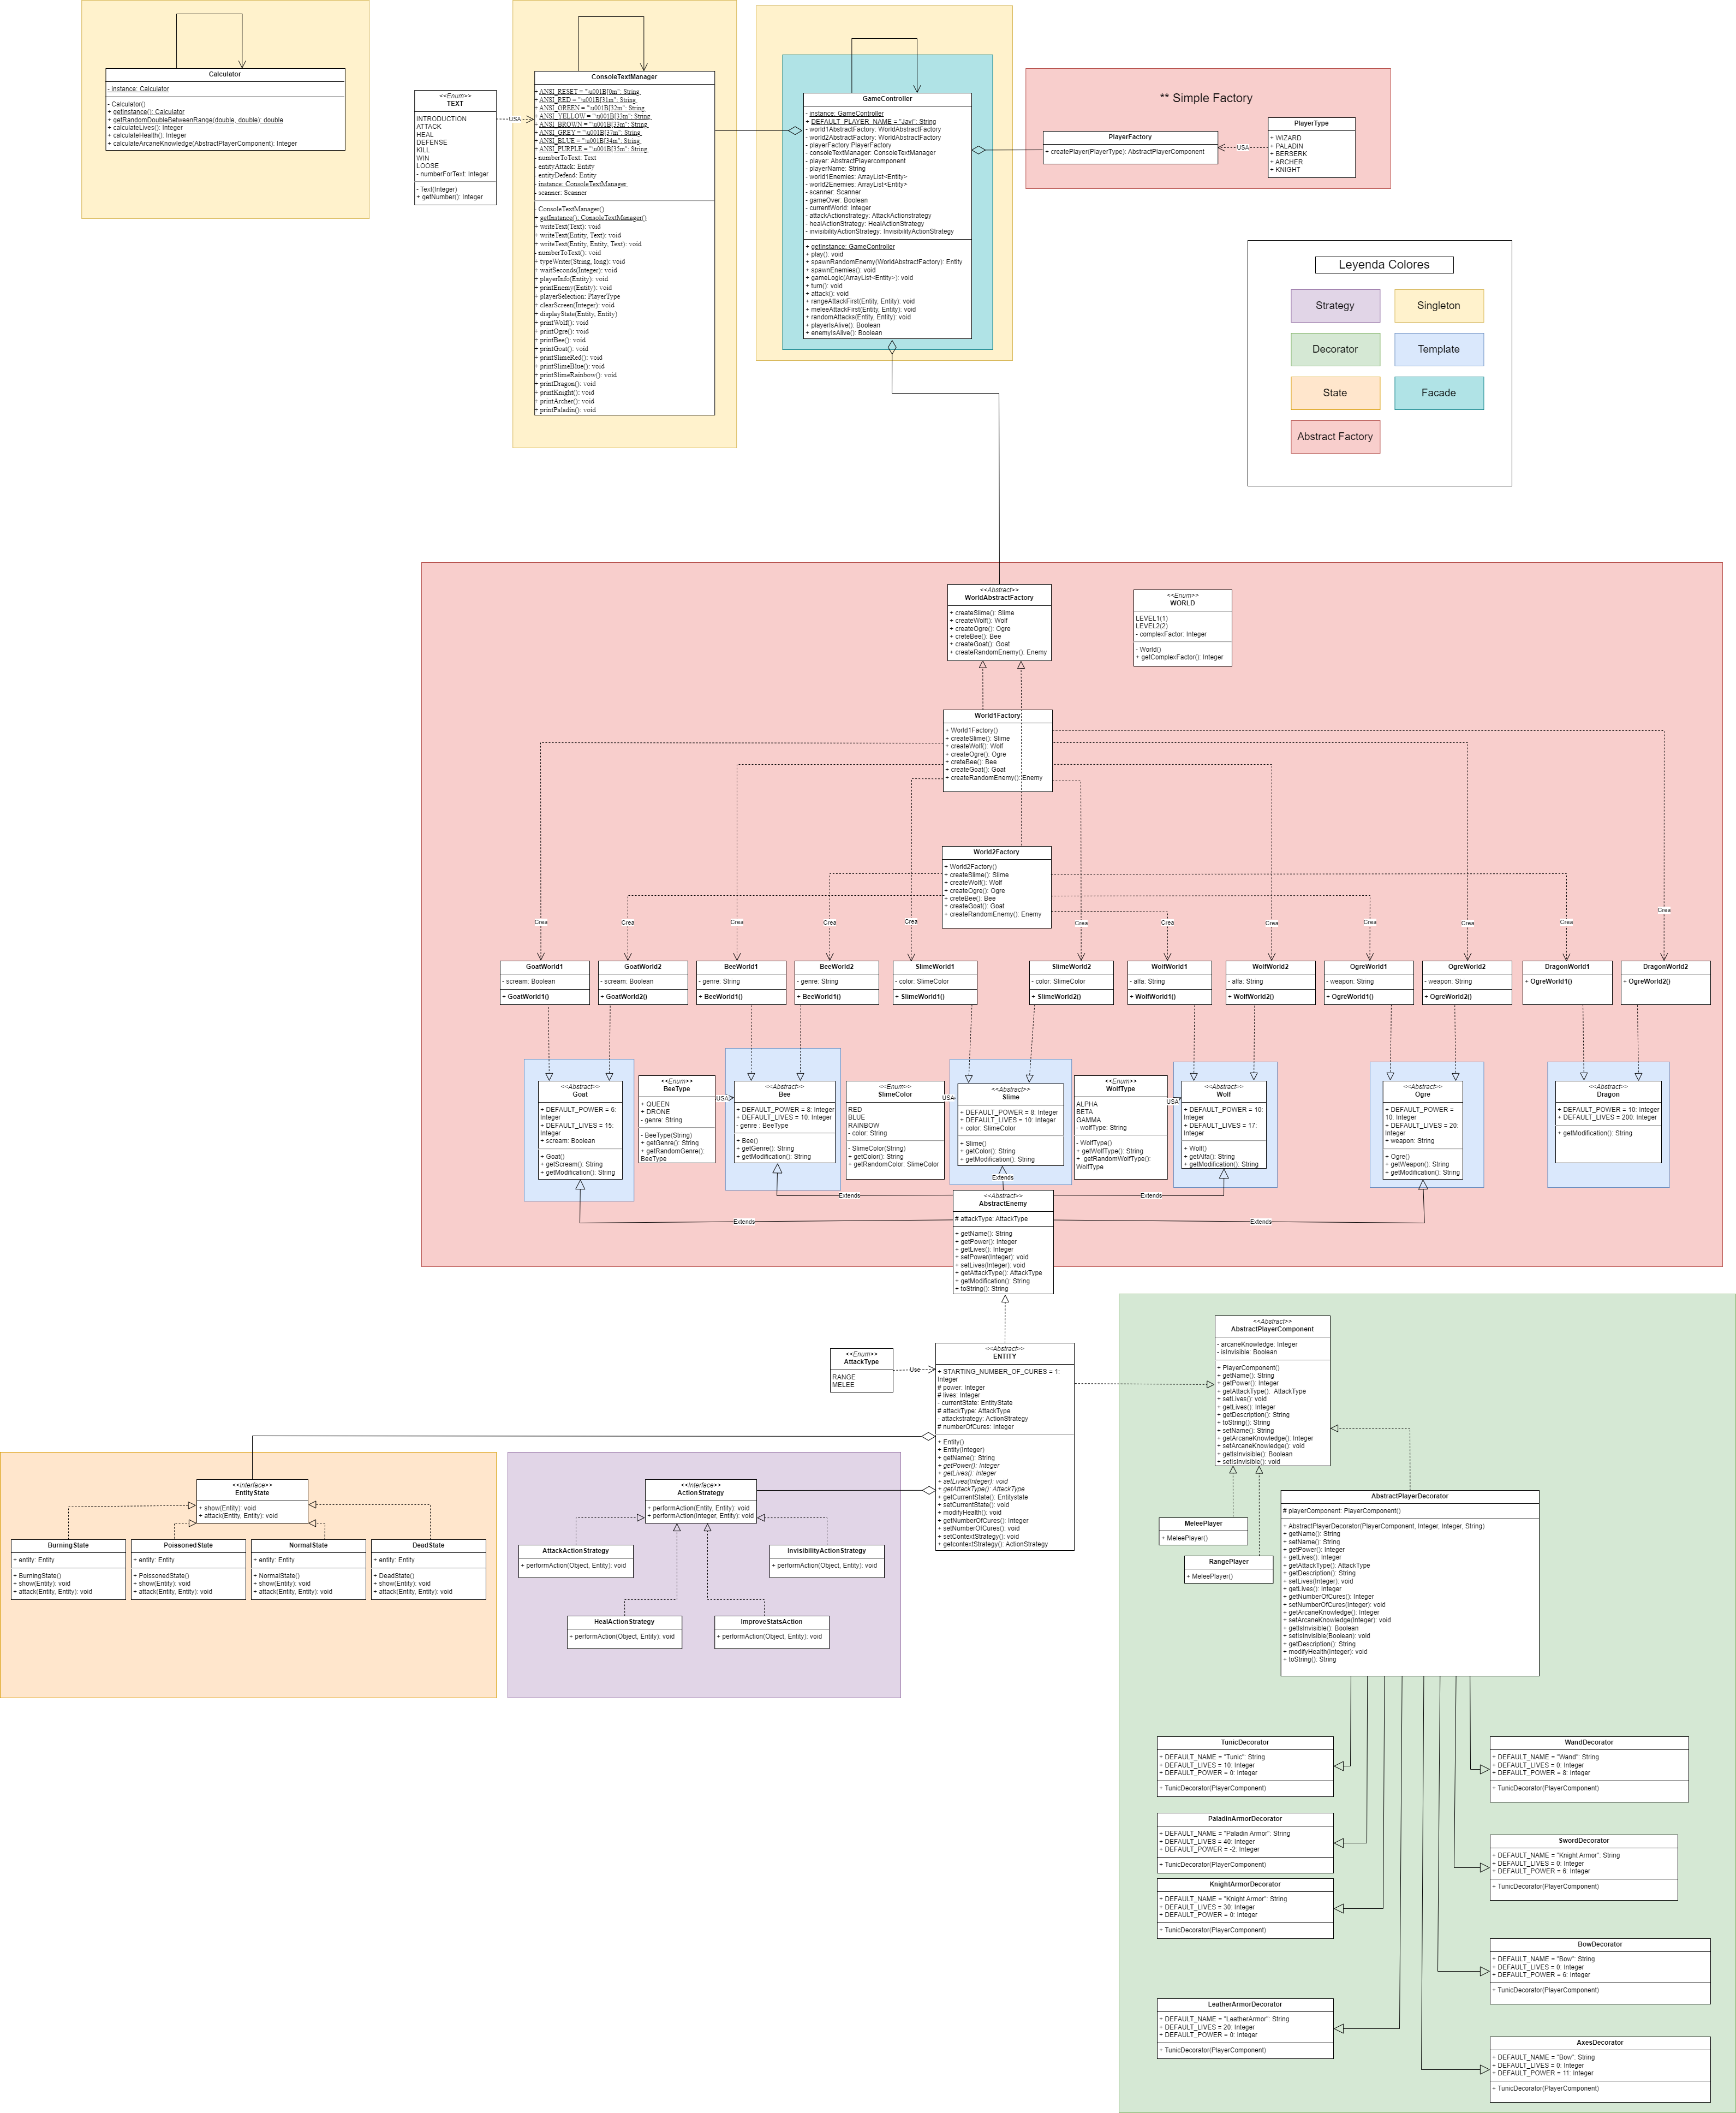 Calculator
- instance: Calculator
- Calculator()
+ getInstance(): Calculator
+ getRandomDoubleBetweenRange(double, double): double
+ calculateLives(): Integer
+ calculateHealth(): Integer
+ calculateArcaneKnowledge(AbstractPlayerComponent): Integer
<<Enum>>
TEXT
INTRODUCTION
ATTACK
HEAL
DEFENSE
KILL
WIN
LOOSE
- numberForText: Integer
- Text(Integer)
+ getNumber(): Integer
USA
ConsoleTextManager
+ ANSI_RESET = "\u001B[0m": String
+ ANSI_RED = "\u001B[31m": String
+ ANSI_GREEN = "\u001B[32m": String
+ ANSI_YELLOW = "\u001B[33m": String
+ ANSI_BROWN = "\u001B[33m": String
+ ANSI_GREY = "\u001B[37m": String
+ ANSI_BLUE = "\u001B[34m": String
+ ANSI_PURPLE = "\u001B[35m": String
- numberToText: Text
- entityAttack: Entity
- entityDefend: Entity
- instance: ConsoleTextManager
- scanner: Scanner
- ConsoleTextManager()
+ getInstance(): ConsoleTextManager()
+ writeText(Text): void
+ writeText(Entity, Text): void
+ writeText(Entity, Entity, Text): void
- numberToText(): void
+ typeWriter(String, long): void
+ waitSeconds(Integer): void
+ playerInfo(Entity): void
+ printEnemy(Entity): void
+ playerSelection: PlayerType
+ clearScreen(Integer): void
+ displayState(Entity, Entity)
+ printWolf(): void
+ printOgre(): void
+ printBee(): void
+ printGoat(): void
+ printSlimeRed(): void
+ printSlimeBlue(): void
+ printSlimeRainbow(): void
+ printDragon(): void
+ printKnight(): void
+ printArcher(): void
+ printPaladin(): void
GameController
- instance: GameController
+ DEFAULT_PLAYER_NAME = "Javi": String
- world1AbstractFactory: WorldAbstractFactory
- world2AbstractFactory: WorldAbstractFactory
- playerFactory:PlayerFactory
- consoleTextManager: ConsoleTextManager
- player: AbstractPlayercomponent
- playerName: String
- world1Enemies: ArrayList<Entity>
- world2Enemies: ArrayList<Entity>
- scanner: Scanner
- gameOver: Boolean
- currentWorld: Integer
- attackActionstrategy: AttackActionstrategy
- healActionStrategy: HealActionStrategy
- invisibilityActionStrategy: InvisibilityActionStrategy
+ getInstance: GameController
+ play(): void
+ spawnRandomEnemy(WorldAbstractFactory): Entity
+ spawnEnemies(): void
+ gameLogic(ArrayList<Entity>): void
+ turn(): void
+ attack(): void
+ rangeAttackFirst(Entity, Entity): void
+ meleeAttackFirst(Entity, Entity): void
+ randomAttacks(Entity, Entity): void
+ playerIsAlive(): Boolean
+ enemyIsAlive(): Boolean
** Simple Factory
PlayerFactory
+ createPlayer(PlayerType): AbstractPlayerComponent
USA
PlayerType
+ WIZARD
+ PALADIN
+ BERSERK
+ ARCHER
+ KNIGHT
Leyenda Colores
Strategy
Singleton
Decorator
Template
State
Facade
Abstract Factory
<<Abstract>>
WorldAbstractFactory
+ createSlime(): Slime
+ createWolf(): Wolf
+ createOgre(): Ogre
+ creteBee(): Bee
+ createGoat(): Goat
+ createRandomEnemy(): Enemy
<<Enum>>
WORLD
LEVEL1(1)
LEVEL2(2)
- complexFactor: Integer
- World()
+ getComplexFactor(): Integer
World1Factory
+ World1Factory()
+ createSlime(): Slime
+ createWolf(): Wolf
+ createOgre(): Ogre
+ creteBee(): Bee
+ createGoat(): Goat
+ createRandomEnemy(): Enemy
World2Factory
+ World2Factory()
+ createSlime(): Slime
+ createWolf(): Wolf
+ createOgre(): Ogre
+ creteBee(): Bee
+ createGoat(): Goat
+ createRandomEnemy(): Enemy
Crea
Crea
Crea
Crea
Crea
Crea
Crea
Crea
Crea
Crea
Crea
Crea
GoatWorld1
- scream: Boolean
+ GoatWorld1()
GoatWorld2
- scream: Boolean
+ GoatWorld2()
BeeWorld1
- genre: String
+ BeeWorld1()
BeeWorld2
- genre: String
+ BeeWorld1()
SlimeWorld1
- color: SlimeColor
+ SlimeWorld1()
SlimeWorld2
- color: SlimeColor
+ SlimeWorld2()
WolfWorld1
- alfa: String
+ WolfWorld1()
WolfWorld2
- alfa: String
+ WolfWorld2()
OgreWorld1
- weapon: String
+ OgreWorld1()
OgreWorld2
- weapon: String
+ OgreWorld2()
DragonWorld1
+ OgreWorld1()
DragonWorld2
+ OgreWorld2()
<<Abstract>>
Goat
+ DEFAULT_POWER = 6:
Integer
+ DEFAULT_LIVES = 15:
Integer
+ scream: Boolean
+ Goat()
+ getScream(): String
+ getModification(): String
<<Enum>>
BeeType
+ QUEEN
+ DRONE
- genre: String
- BeeType(String)
+ getGenre(): String
+ getRandomGenre():
BeeType
USA
<<Abstract>>
Bee
+ DEFAULT_POWER = 8: Integer
+ DEFAULT_LIVES = 10: Integer
- genre : BeeType
+ Bee()
+ getGenre(): String
+ getModification(): String
<<Enum>>
SlimeColor
RED
BLUE
RAINBOW
- color: String
- SlimeColor(String)
+ getColor(): String
+ getRandomColor: SlimeColor
USA
<<Abstract>>
Slime
+ DEFAULT_POWER = 8: Integer
+ DEFAULT_LIVES = 10: Integer
+ color: SlimeColor
+ Slime()
+ getColor(): String
+ getModification(): String
<<Enum>>
WolfType
ALPHA
BETA
GAMMA
- wolfType: String
- WolfType()
+ getWolfType(): String
+ getRandomWolfType():
WolfType
USA
<<Abstract>>
Wolf
+ DEFAULT_POWER = 10:
Integer
+ DEFAULT_LIVES = 17:
Integer
+ Wolf()
+ getAlfa(): String
+ getModification(): String
<<Abstract>>
Ogre
+ DEFAULT_POWER =
10: Integer
+ DEFAULT_LIVES = 20:
Integer
+ weapon: String
+ Ogre()
+ getWeapon(): String
+ getModification(): String
<<Abstract>>
Dragon
+ DEFAULT_POWER = 10: Integer
+ DEFAULT_LIVES = 200: Integer
+ getModification(): String
Extends
Extends
Extends
Extends
Extends
<<Abstract>>
AbstractEnemy
# attackType: AttackType
+ getName(): String
+ getPower(): Integer
+ getLives(): Integer
+ setPower(Integer): void
+ setLives(Integer): void
+ getAttackType(): AttackType
+ getModification(): String
+ toString(): String
<<Enum>>
AttackType
RANGE
MELEE
Use
<<Abstract>>
ENTITY
+ STARTING_NUMBER_OF_CURES = 1:
Integer
# power: Integer
# lives: Integer
- currentState: EntityState
# attackType: AttackType
- attackstrategy: ActionStrategy
# numberOfCures: Integer
+ Entity()
+ Entity(Integer)
+ getName(): String
+ getPower(): Integer
+ getLives(): Integer
+ setLives(Integer): void
+ getAttackType(): AttackType
+ getCurrentState(): Entitystate
+ setCurrentState(): void
+ modifyHealth(): void
+ getNumberOfCures(): Integer
+ setNumberOfCures(): void
+ setContextStrategy(): void
+ getcontextStrategy(): ActionStrategy
<<Abstract>>
AbstractPlayerComponent
- arcaneKnowledge: Integer
- isInvisible: Boolean
+ PlayerComponent()
+ getName(): String
+ getPower(): Integer
+ getAttackType(): AttackType
+ setLives(): void
+ getLives(): Integer
+ getDescription(): String
+ toString(): String
+ setName(): String
+ getArcaneKnowledge(): Integer
+ setArcaneKnowledge(): void
+ getIsInvisible(): Boolean
+ setIsInvisible(): void
<<Interface>>
EntityState
+ show(Entity): void
+ attack(Entity, Entity): void
BurningState
+ entity: Entity
+ BurningState()
+ show(Entity): void
+ attack(Entity, Entity): void
PoissonedState
+ entity: Entity
+ PoissonedState()
+ show(Entity): void
+ attack(Entity, Entity): void
NormalState
+ entity: Entity
+ NormalState()
+ show(Entity): void
+ attack(Entity, Entity): void
DeadState
+ entity: Entity
+ DeadState()
+ show(Entity): void
+ attack(Entity, Entity): void
<<Interface>>
ActionStrategy
+ performAction(Entity, Entity): void
+ performAction(Integer, Entity): void
AttackActionStrategy
+ performAction(Object, Entity): void
InvisibilityActionStrategy
+ performAction(Object, Entity): void
HealActionStrategy
+ performAction(Object, Entity): void
ImproveStatsAction
+ performAction(Object, Entity): void
MeleePlayer
+ MeleePlayer()
RangePlayer
+ MeleePlayer()
AbstractPlayerDecorator
# playerComponent: PlayerComponent()
+ AbstractPlayerDecorator(PlayerComponent, Integer, Integer, String)
+ getName(): String
+ setName(): String
+ getPower(): Integer
+ getLives(): Integer
+ getAttackType(): AttackType
+ getDescription(): String
+ setLives(Integer): void
+ getLives(): Integer
+ getNumberOfCures(): Integer
+ setNumberOfCures(Integer): void
+ getArcaneKnowledge(): Integer
+ setArcaneKnowledge(Integer): void
+ getIsInvisible(): Boolean
+ setIsInvisible(Boolean): void
+ getDescription(): String
+ modifyHealth(Integer): void
+ toString(): String
TunicDecorator
+ DEFAULT_NAME = "Tunic": String
+ DEFAULT_LIVES = 10: Integer
+ DEFAULT_POWER = 0: Integer
+ TunicDecorator(PlayerComponent)
WandDecorator
+ DEFAULT_NAME = "Wand": String
+ DEFAULT_LIVES = 0: Integer
+ DEFAULT_POWER = 8: Integer
+ TunicDecorator(PlayerComponent)
PaladinArmorDecorator
+ DEFAULT_NAME = "Paladin Armor": String
+ DEFAULT_LIVES = 40: Integer
+ DEFAULT_POWER = -2: Integer
+ TunicDecorator(PlayerComponent)
SwordDecorator
+ DEFAULT_NAME = "Knight Armor": String
+ DEFAULT_LIVES = 0: Integer
+ DEFAULT_POWER = 6: Integer
+ TunicDecorator(PlayerComponent)
KnightArmorDecorator
+ DEFAULT_NAME = "Knight Armor": String
+ DEFAULT_LIVES = 30: Integer
+ DEFAULT_POWER = 0: Integer
+ TunicDecorator(PlayerComponent)
BowDecorator
+ DEFAULT_NAME = "Bow": String
+ DEFAULT_LIVES = 0: Integer
+ DEFAULT_POWER = 6: Integer
+ TunicDecorator(PlayerComponent)
LeatherArmorDecorator
+ DEFAULT_NAME = "LeatherArmor": String
+ DEFAULT_LIVES = 20: Integer
+ DEFAULT_POWER = 0: Integer
+ TunicDecorator(PlayerComponent)
AxesDecorator
+ DEFAULT_NAME = "Bow": String
+ DEFAULT_LIVES = 0: Integer
+ DEFAULT_POWER = 11: Integer
+ TunicDecorator(PlayerComponent)